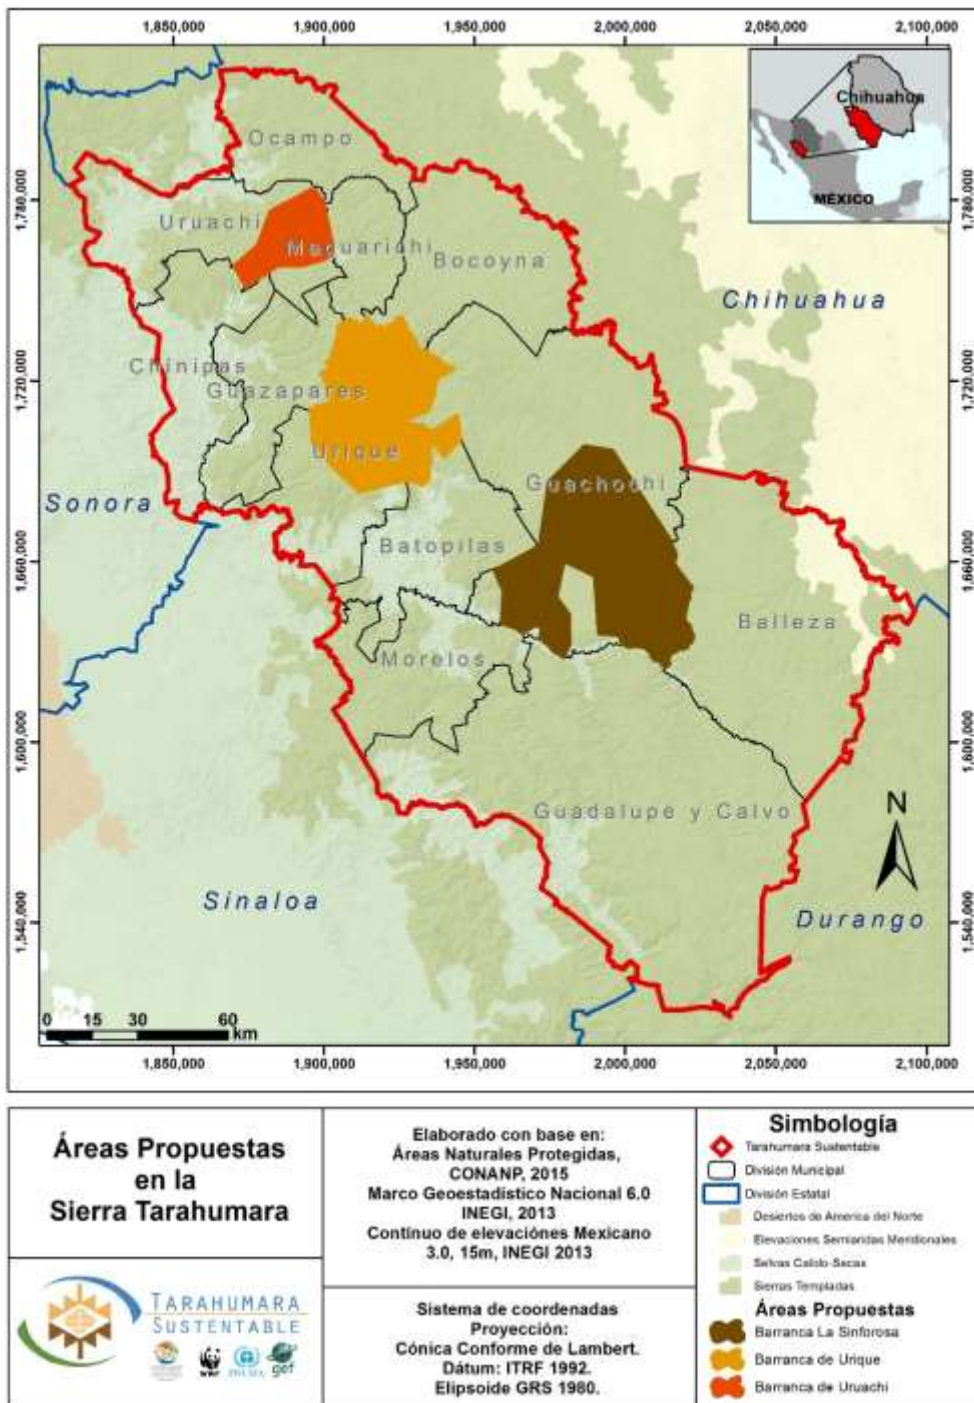 1,850,000 1,900,000 1,950,000 2,000,000 2,050,000 2,100,000
Chihuahua
MÉXICO
Ocampo
1,780,000 1,780,000
Uruachi
Maguarichi
Bocoyna
Chihuahua
Chínipas
1,720,000 1,720,000
Guazapares
Urique
Guachochi
Sonora
Batopilas
1,660,000 1,660,000
Balleza
Morelos
1,600,000 1,600,000
Guadalupe y Calvo
N
Sinaloa
Durango
1,540,000 1,540,000
0 15 30 60
km
1,850,000 1,900,000 1,950,000 2,000,000 2,050,000 2,100,000
Áreas Propuestas
en la
Sierra Tarahumara
TARAHUMARA
SUSTENTABLE
WWF
gef
Elaborado con base en:
Áreas Naturales Protegidas,
CONANP, 2015
Marco Geoestadístico Nacional 6.0
INEGI, 2013
Contínuo de elevaciónes Mexicano
3.0, 15m, INEGI 2013
Sistema de coordenadas
Proyección:
Cónica Conforme de Lambert.
Dátum: ITRF 1992.
Elipsoide GRS 1980.
Simbología
Tarahumara Sustentable
División Municipal
División Estatal
Desiertos de America del Norte
Elevaciones Semiaridas Meridionales
Selvas Calido-Secas
Sierras Templadas
Áreas Propuestas
Barranca La Sinforosa
Barranca de Urique
Barranca de Uruachi